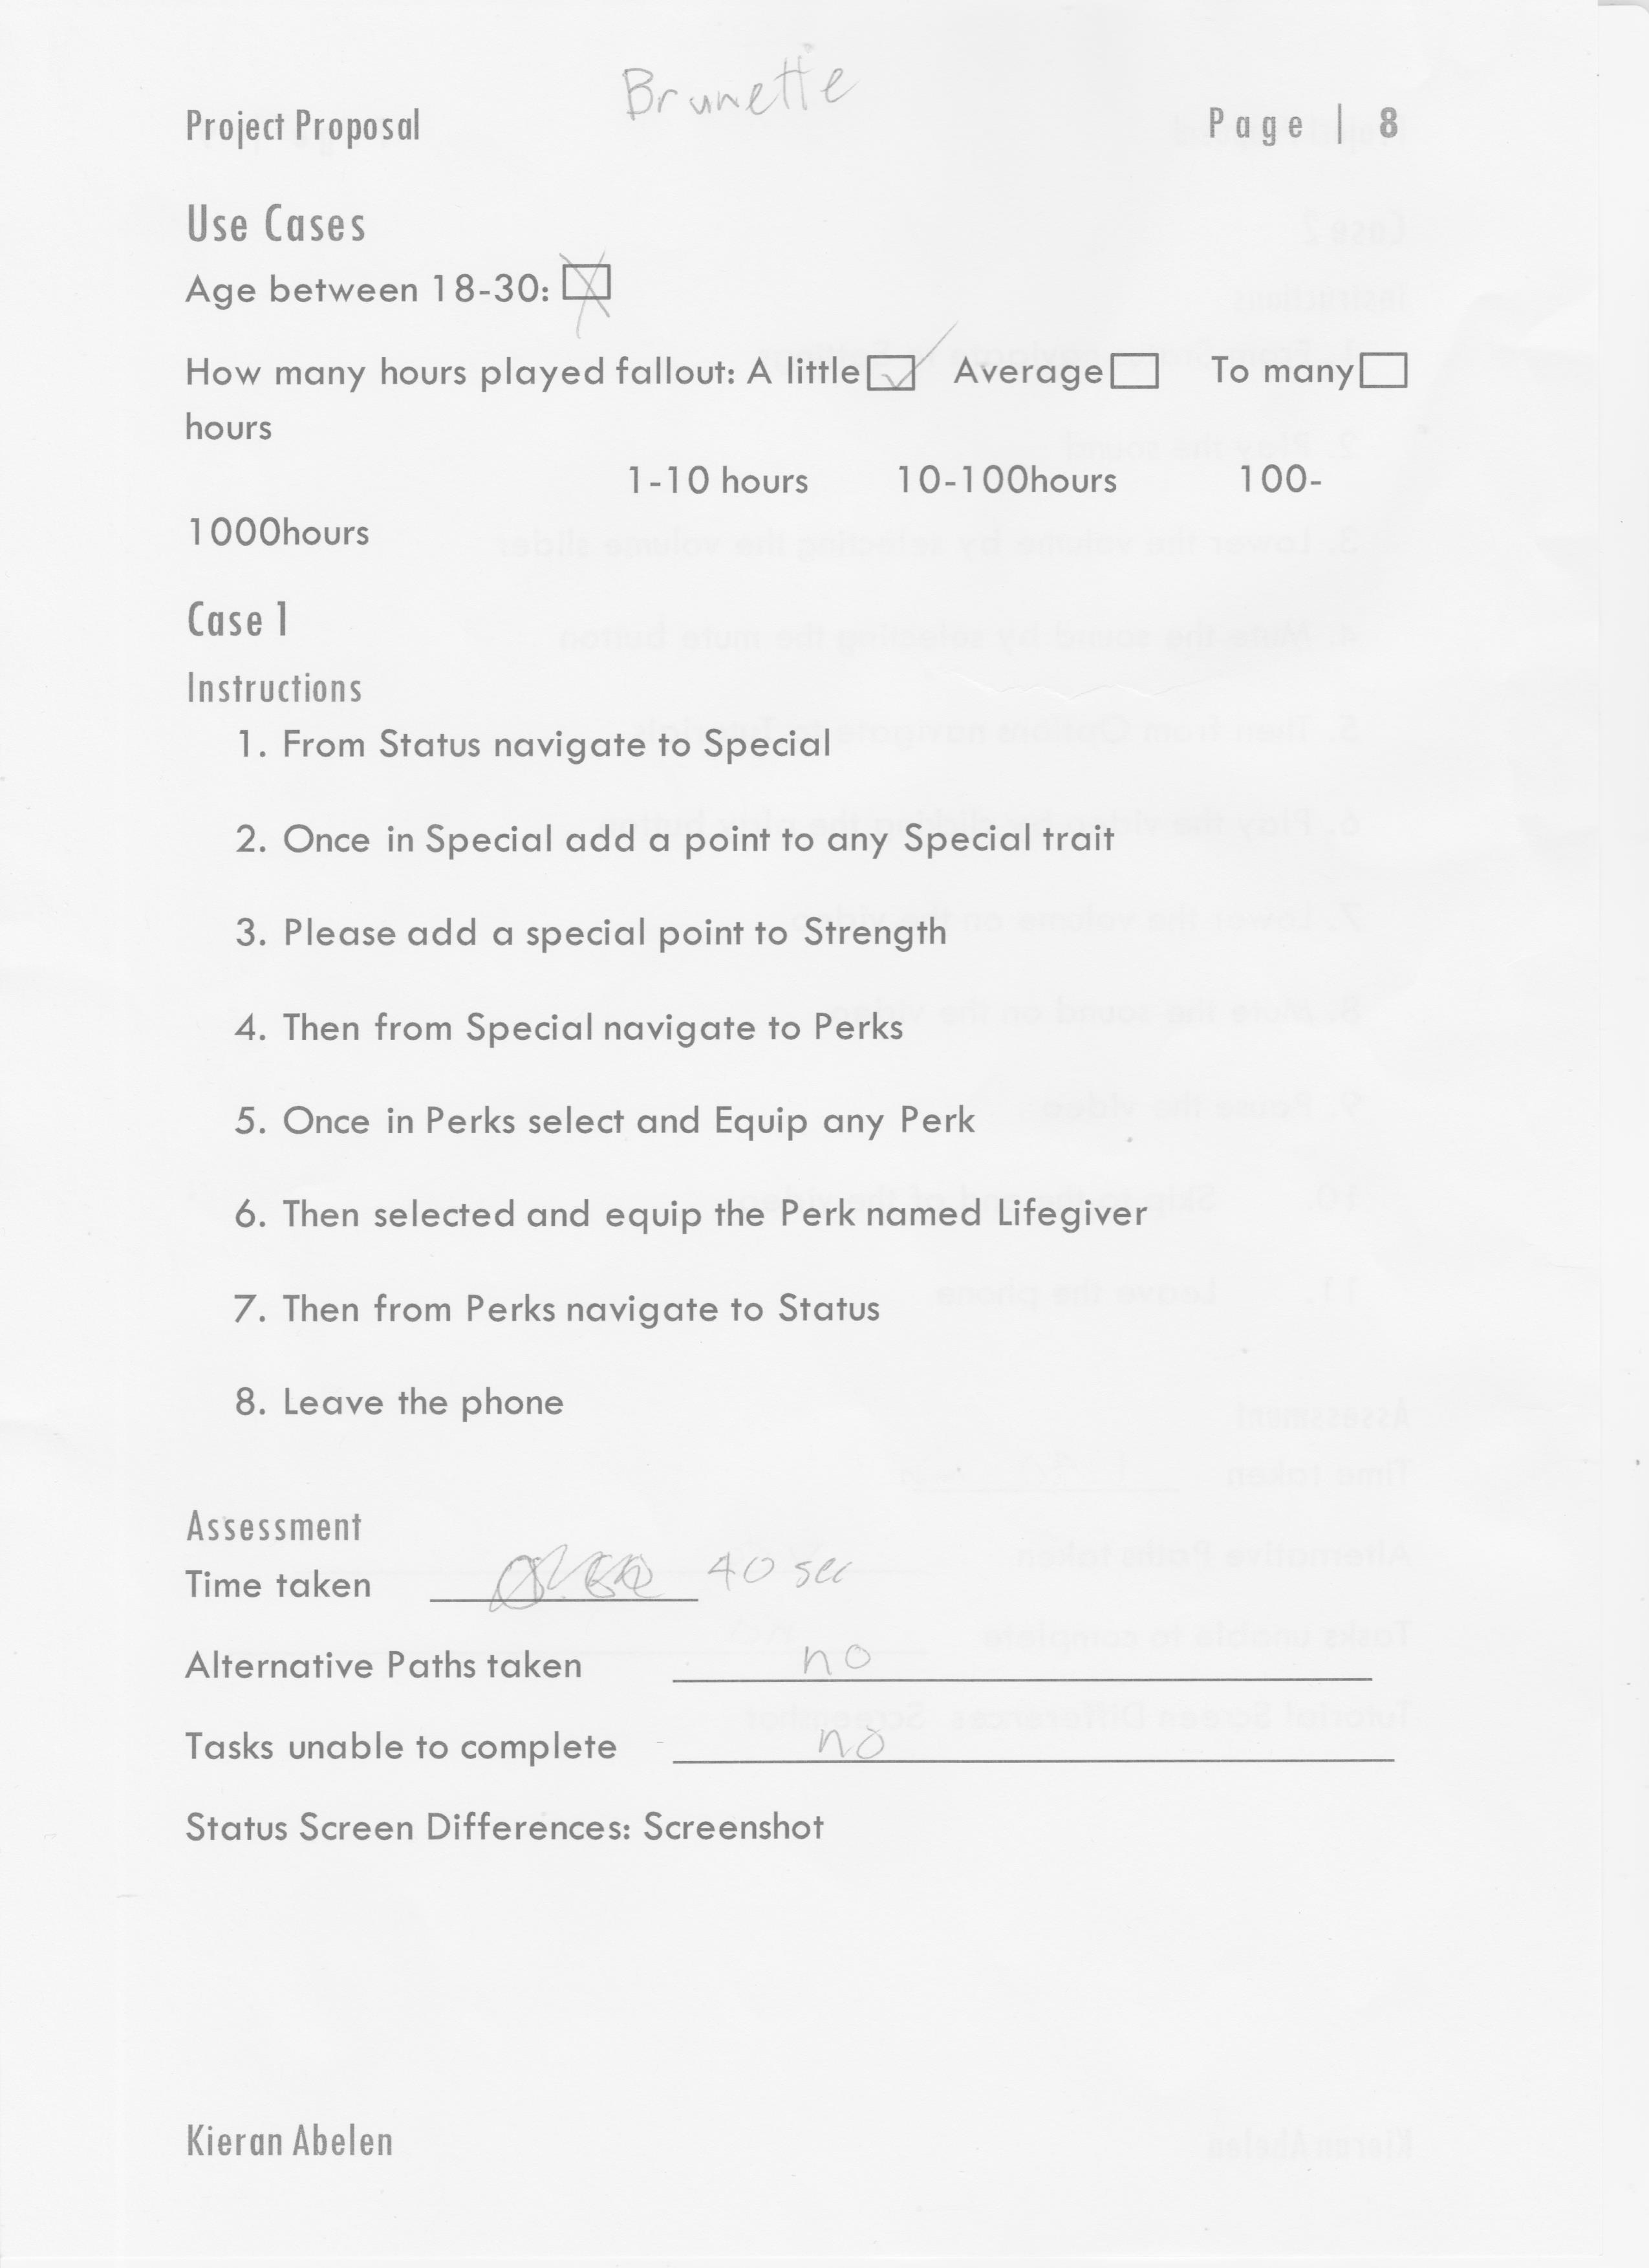 Brunette
Project Proposal Page | 8
Use Cases
Age between 18-30:
How many hours played fallout: A little Average To many
hours
1-10 hours 10-100hours 100-
1000hours
Case 1
Instructions
1. From Status navigate to Special
2. Once in Special add a point to any Special trait
3. Please add a special point to Strength
4. Then from Special navigate to Perks
5. Once in Perks select and Equip any Perk
6. Then selected and equip the Perk named Lifegiver
7. Then from Perks navigate to Status
8. Leave the phone
Assessment
Time taken 40 sec
Alternative Paths taken no
Tasks unable to complete no
Status Screen Differences: Screenshot
Kieran Abelen